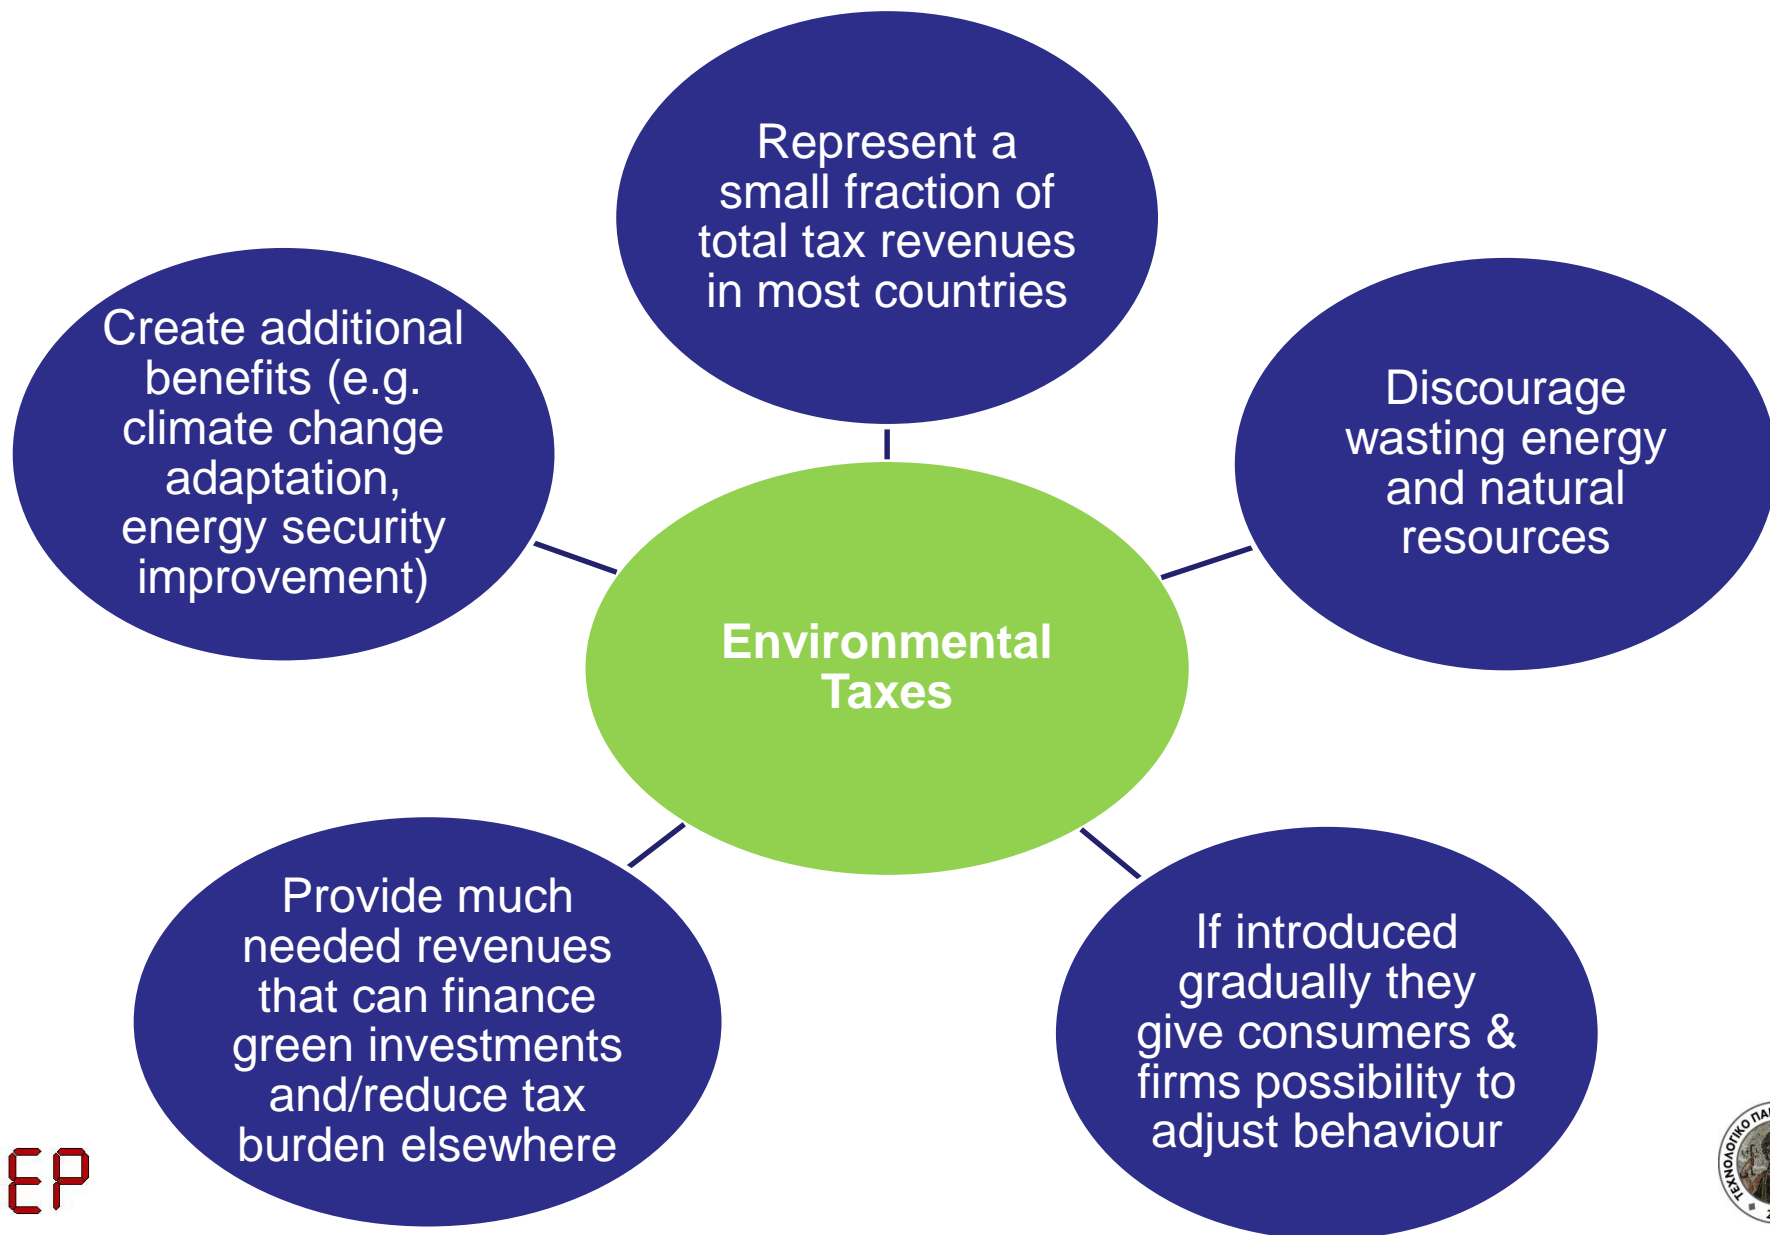 Represent a
small fraction of
total tax revenues
in most countries
Create additional
benefits (e.g.
climate change
adaptation,
energy security
improvement)
Discourage
wasting energy
and natural
resources
Environmental
Taxes
Provide much
needed revenues
that can finance
green investments
and/reduce tax
burden elsewhere
If introduced
gradually they
give consumers &
firms possibility to
adjust behaviour
EP
ΤΕΧΝΟΛΟΓΙΚΟ